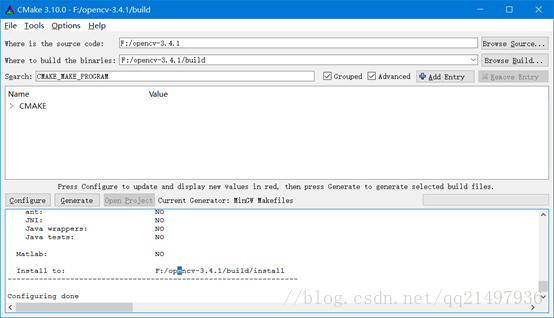 CMake 3.10.0 - F:/opencv-3.4.1/build
File Tools Options Help
Where is the source code: F:/opencv-3.4.1 Browse Source...
Where to build the binaries: F:/opencv-3.4.1/build Browse Build...
Search: CMAKE_MAKE_PROGRAM Grouped Advanced Add Entry Remove Entry
Name Value
CMAKE
Press Configure to update and display new values in red, then press Generate to generate selected build files.
Configure Generate Open Project Current Generator: MinGW Makefiles
ant: NO
JNI: NO
Java wrappers: NO
Java tests: NO
Matlab: NO
Install to: F:/opencv-3.4.1/build/install
-----------------------------------------------------------------
Configuring done
//blog.csdn.net/qq21497936